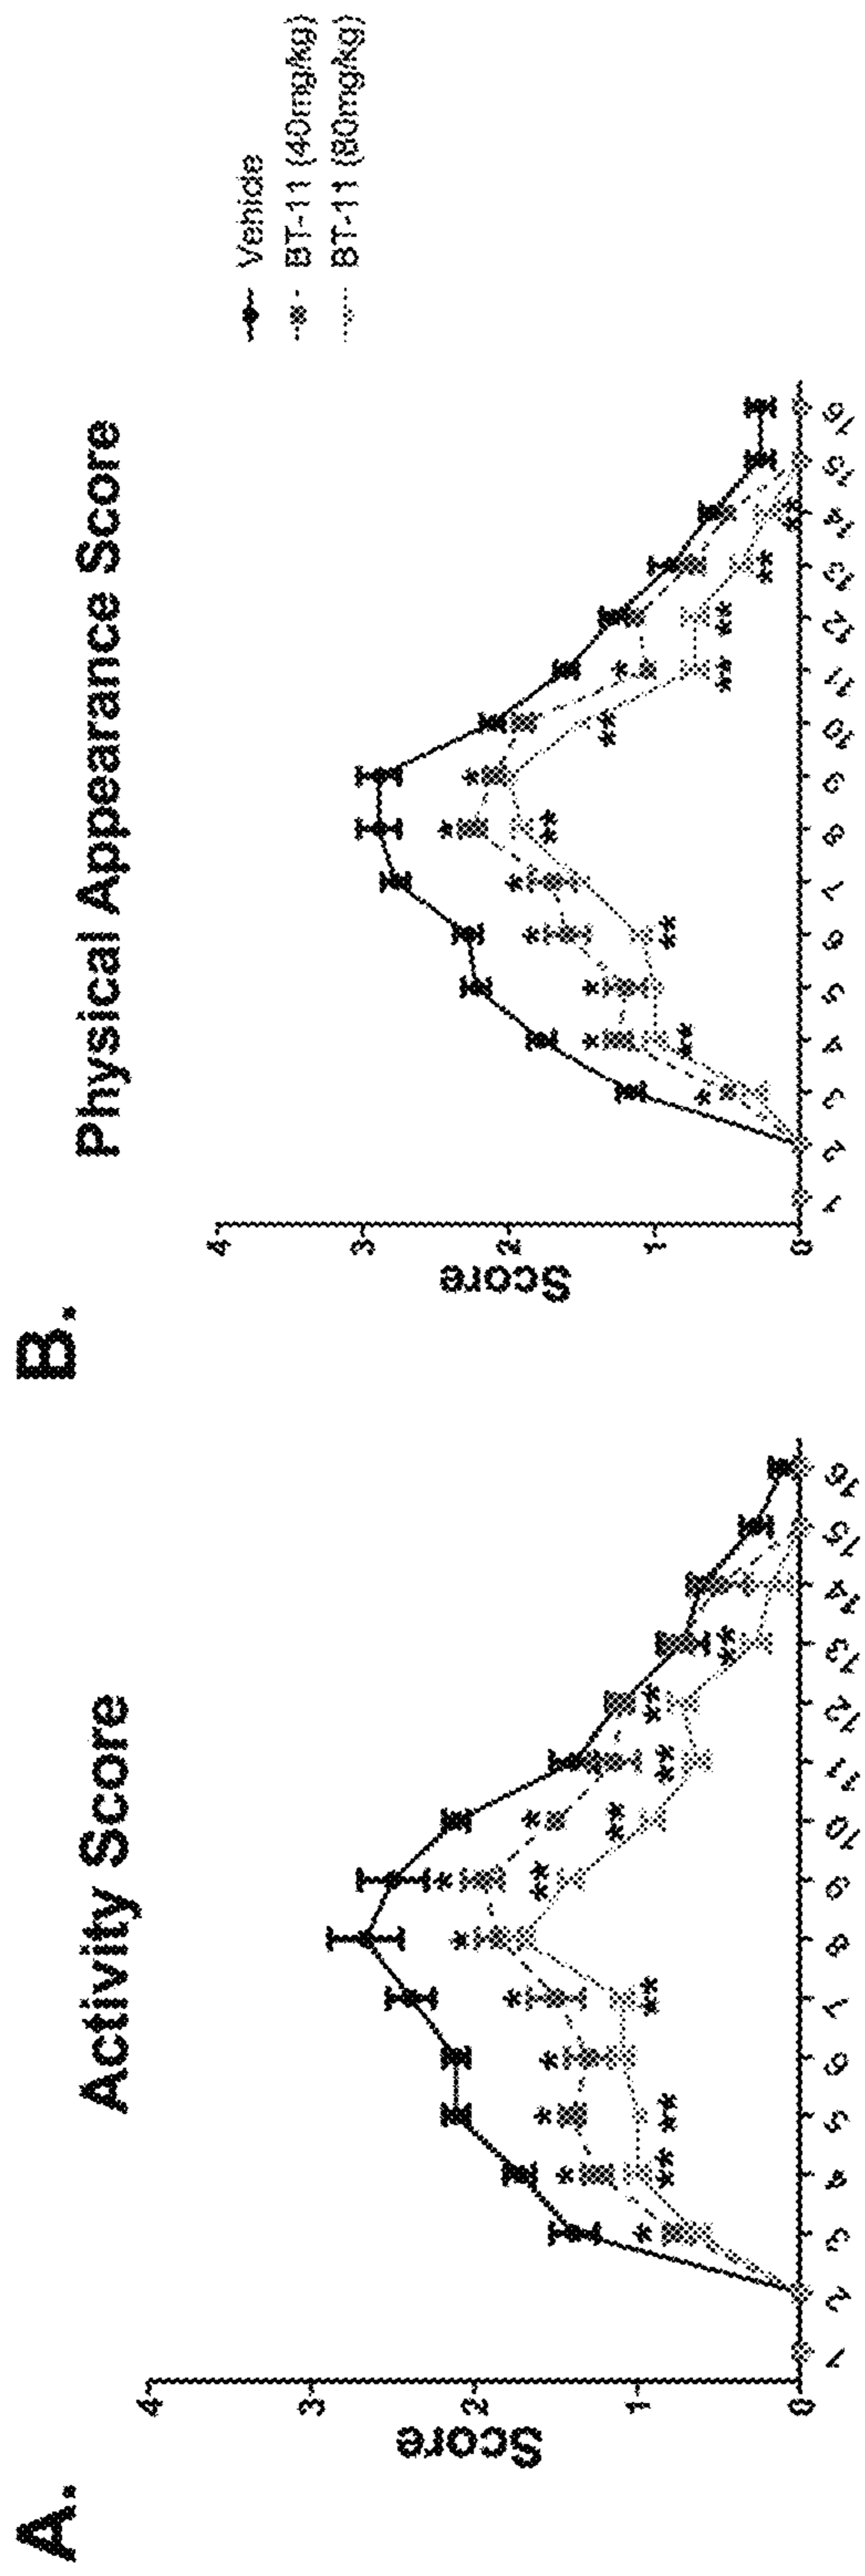 A.
Activity Score
Score
4
3
2
1
0
1 2 3 4 5 6 7 8 9 10 11 12 13 14 15 16
* * * * * * * *
** ** ** ** ** ** ** **
B.
Physical Appearance Score
Score
4
3
2
1
0
1 2 3 4 5 6 7 8 9 10 11 12 13 14 15 16
* * * * * * * *
** ** ** ** ** ** ** **
Vehicle
BT-11 (40mg/kg)
BT-11 (80mg/kg)